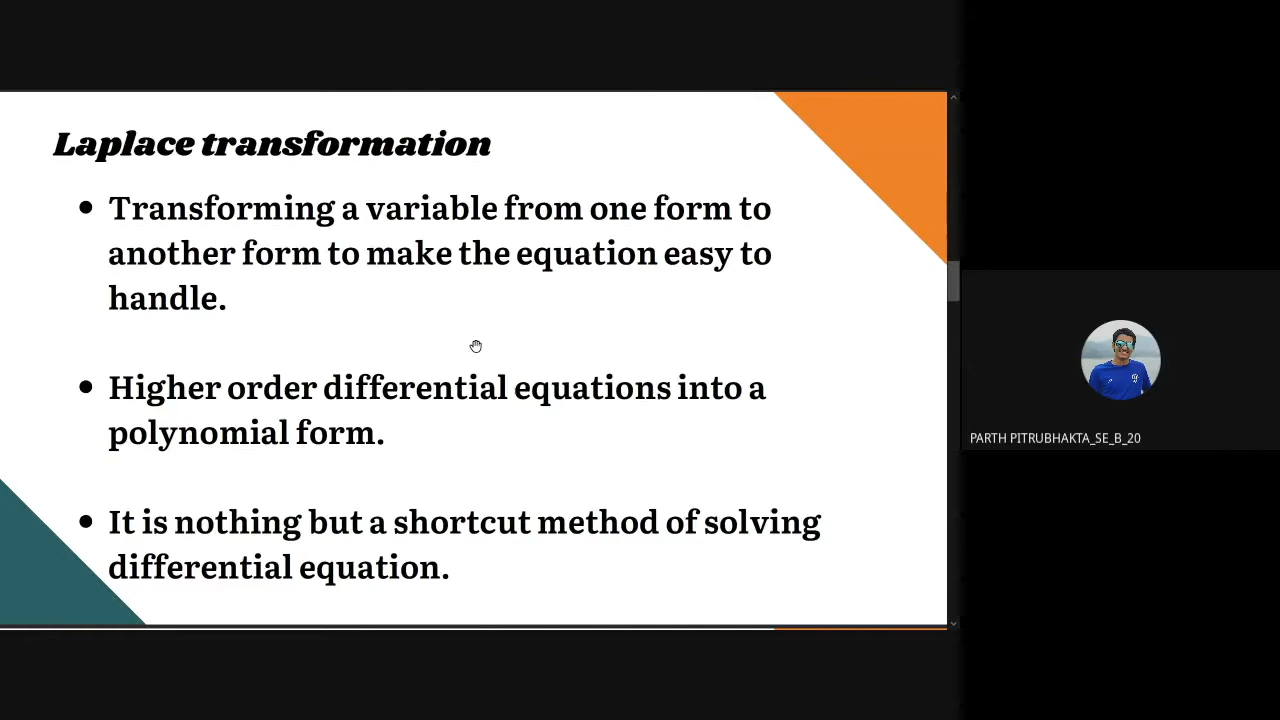 Laplace transformation
Transforming a variable from one form to
another form to make the equation easy to
handle.
Higher order differential equations into a
polynomial form.
It is nothing but a shortcut method of solving
differential equation.
PARTH PITRUBHAKTA_SE_B_20